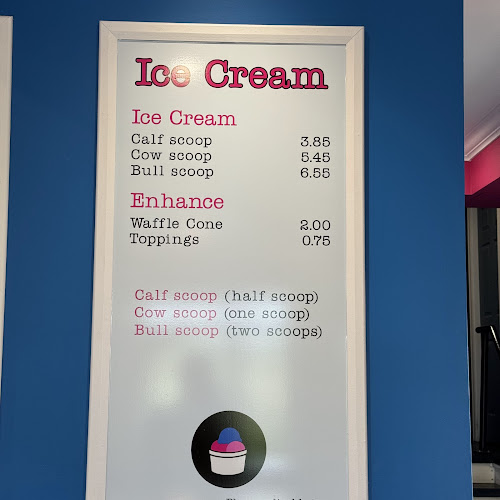 Ice Cream
Ice Cream
Calf scoop 3.85
Cow scoop 5.45
Bull scoop 6.55
Enhance
Waffle Cone 2.00
Toppings 0.75
Calf scoop (half scoop)
Cow scoop (one scoop)
Bull scoop (two scoops)